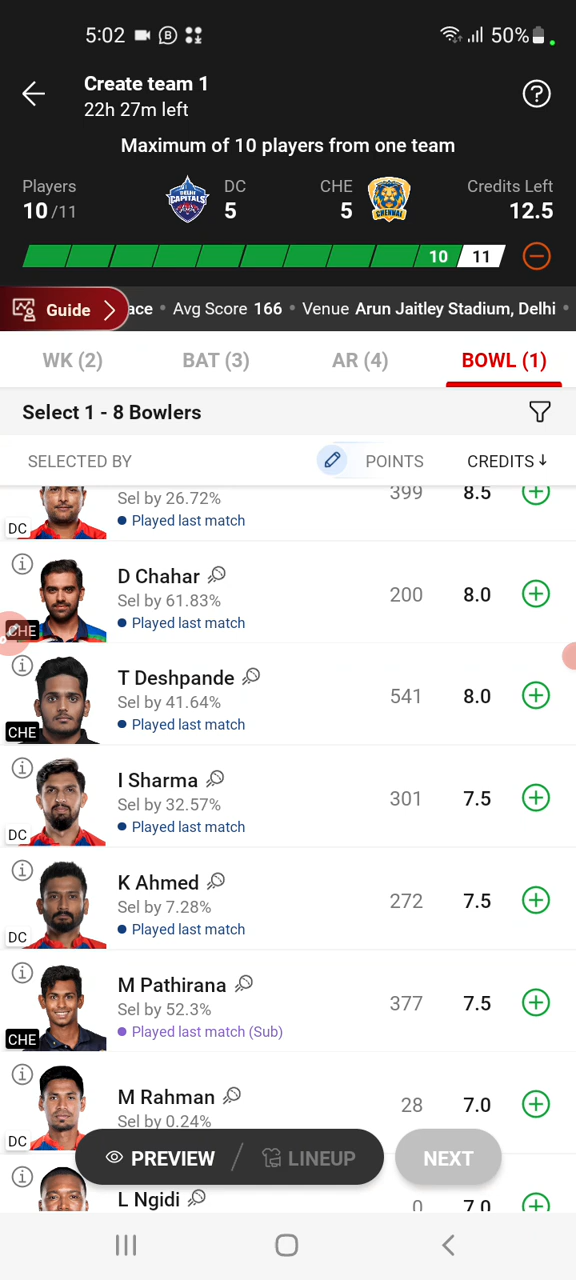 5:02 B 50%
Create team 1
22h 27m left
?
Maximum of 10 players from one team
Players DC CHE Credits Left
10/11 5 5 12.5
10 11
Guide ace • Avg Score 166 • Venue Arun Jaitley Stadium, Delhi •
WK (2) BAT (3) AR (4) BOWL (1)
Select 1 - 8 Bowlers
SELECTED BY POINTS CREDITS↓
DC Sel by 26.72% 399 8.5
Played last match
D Chahar
CHE Sel by 61.83% 200 8.0
Played last match
T Deshpande
CHE Sel by 41.64% 541 8.0
Played last match
I Sharma
DC Sel by 32.57% 301 7.5
Played last match
K Ahmed
DC Sel by 7.28% 272 7.5
Played last match
M Pathirana
CHE Sel by 52.3% 377 7.5
Played last match (Sub)
M Rahman
DC Sel by 0.24% 28 7.0
PREVIEW / LINEUP NEXT
L Ngidi 0 7.0